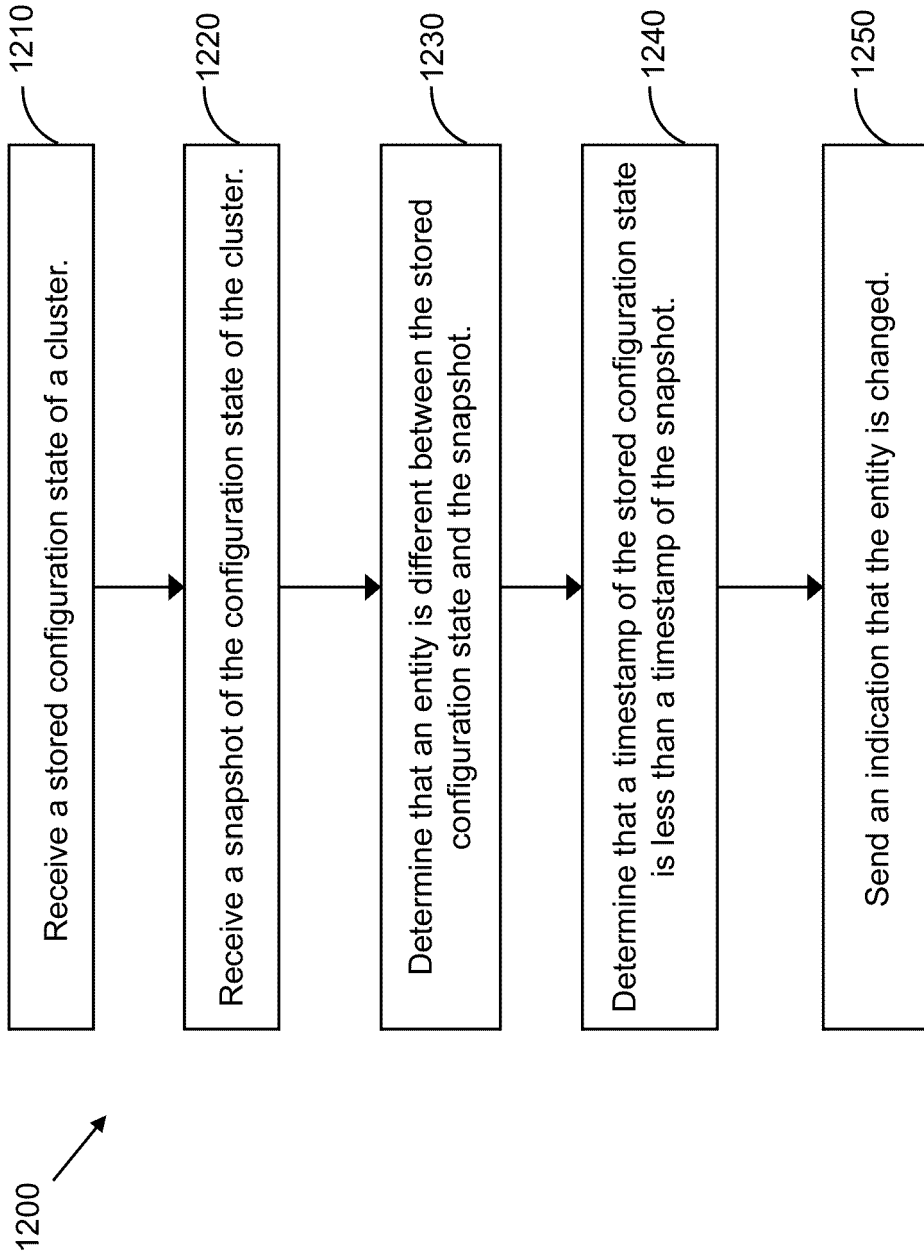 1200
Receive a stored configuration state of a cluster.
1210
Receive a snapshot of the configuration state of the cluster.
1220
Determine that an entity is different between the stored
configuration state and the snapshot.
1230
Determine that a timestamp of the stored configuration state
is less than a timestamp of the snapshot.
1240
Send an indication that the entity is changed.
1250